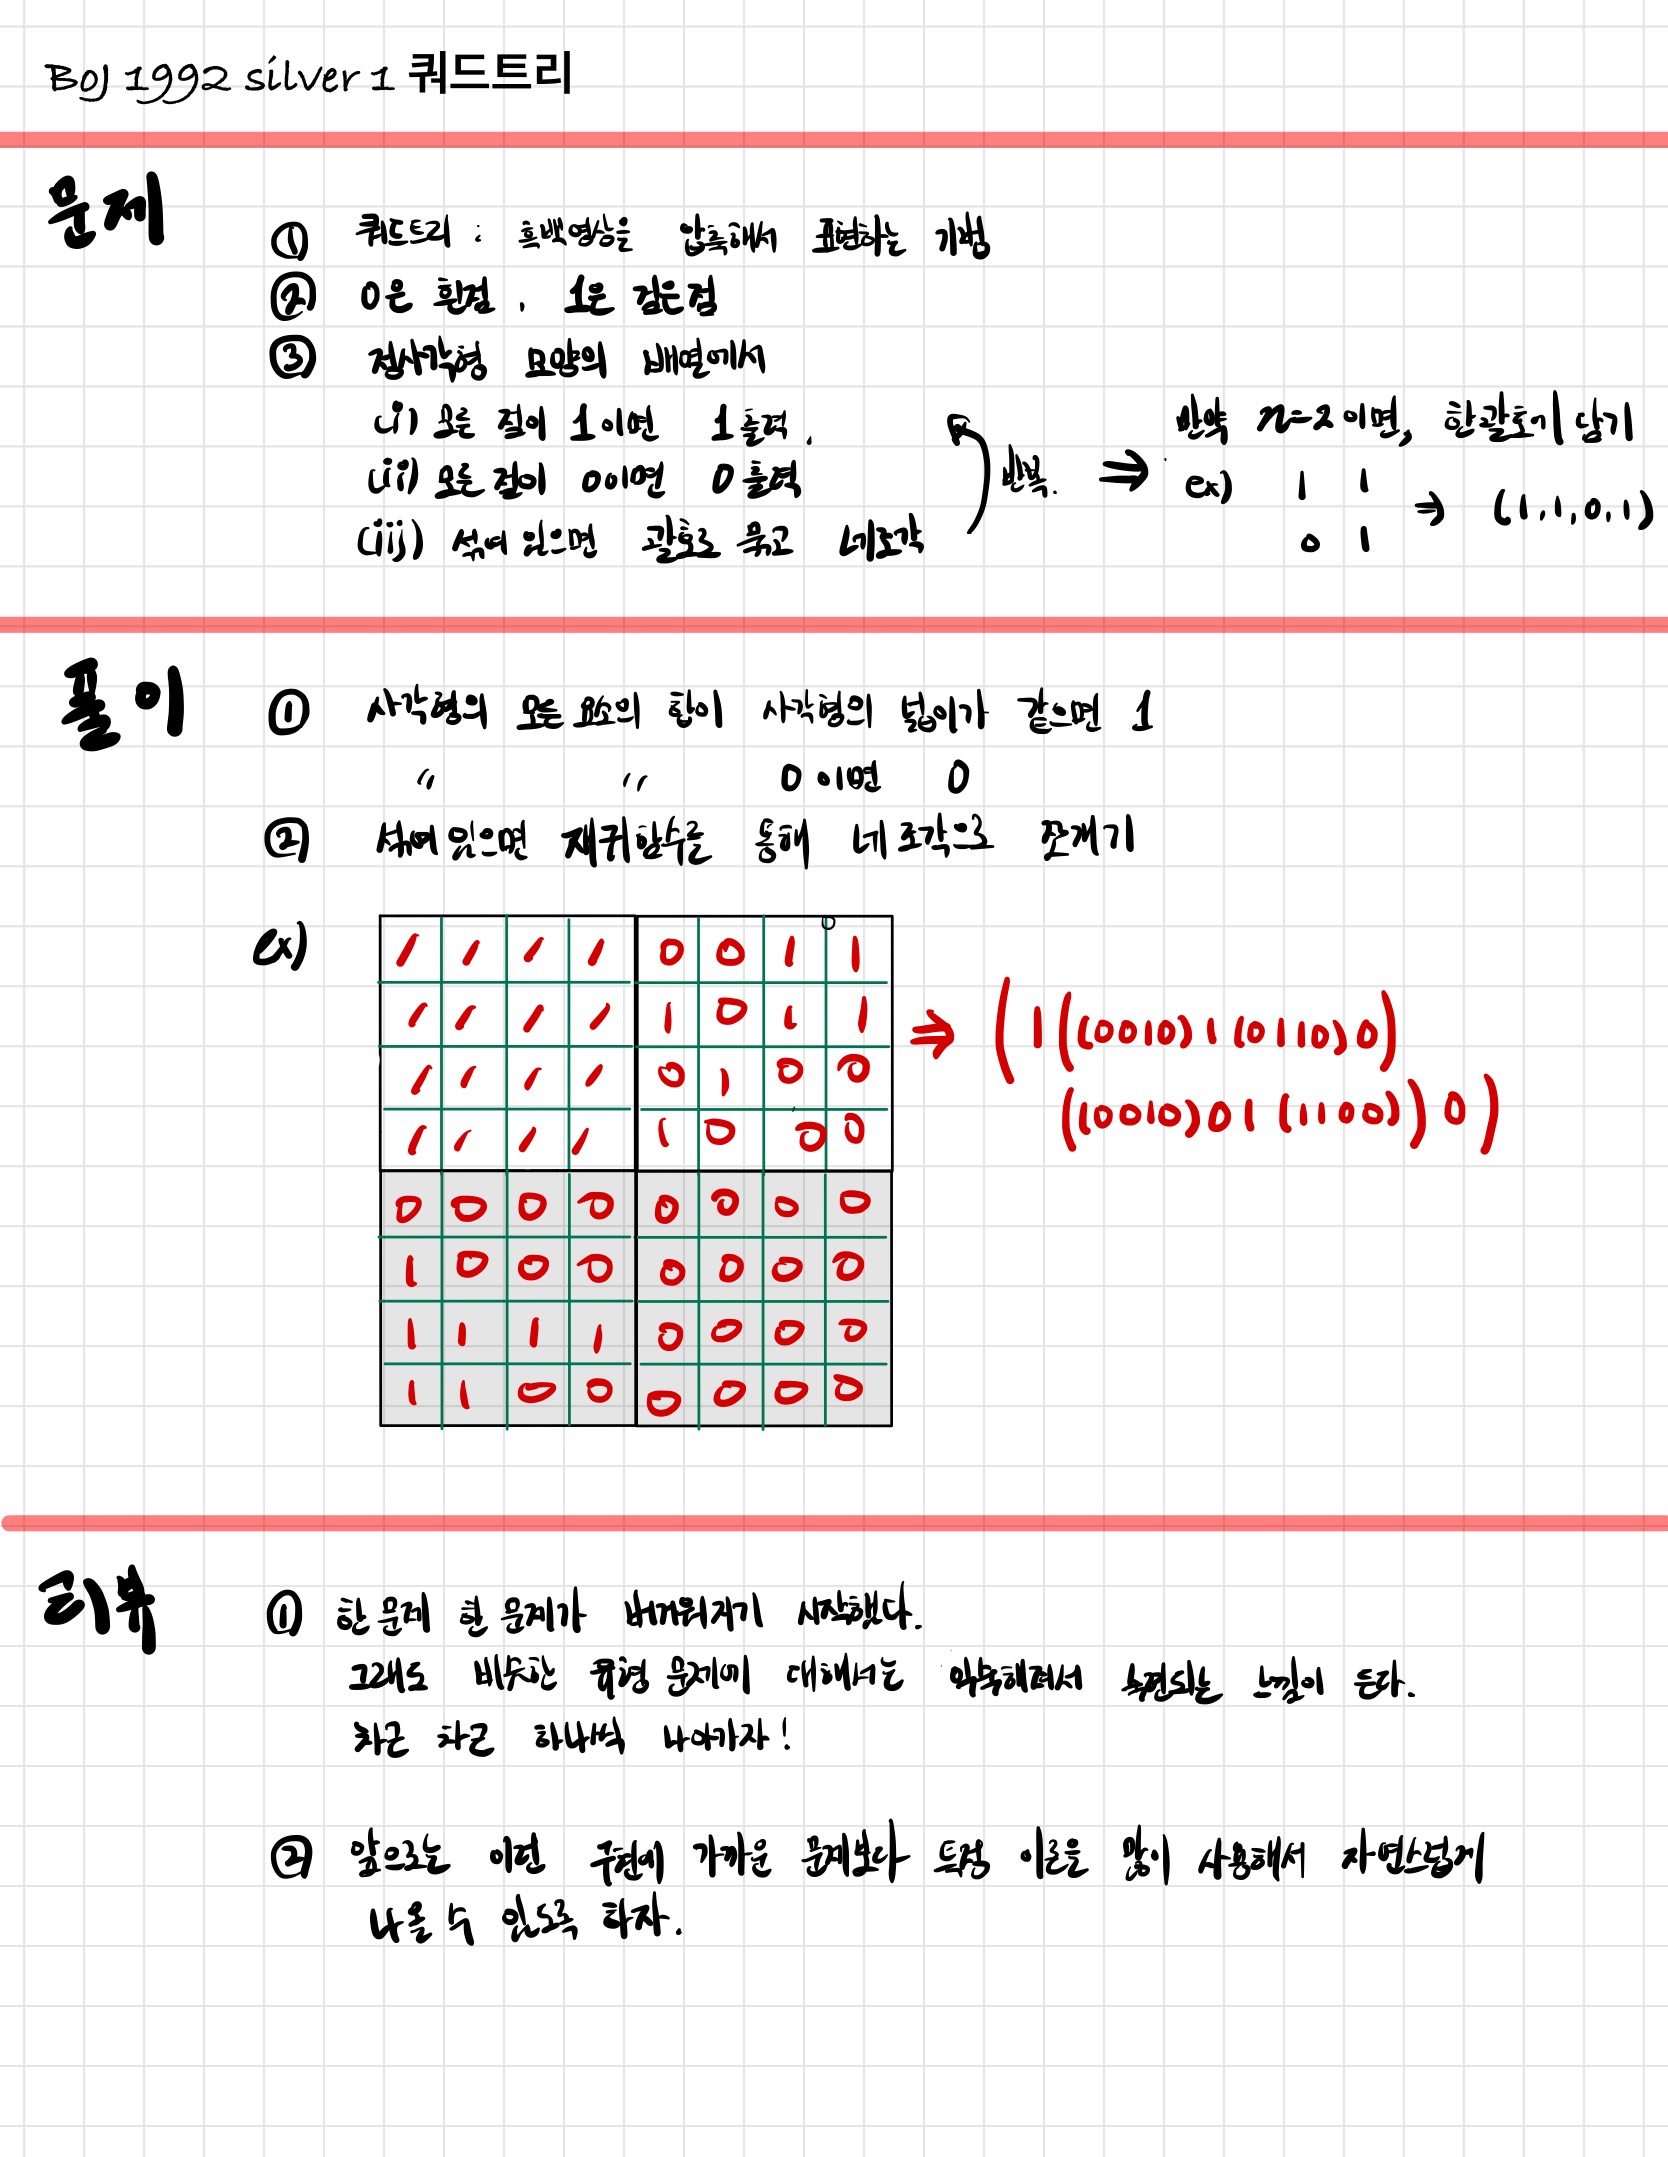 BOJ 1992 silver 1 쿼드트리
문제
① 쿼드트리 : 흑백영상을 압축해서 표현하는 기법
② 0은 흰점, 1은 검은점
③ 정사각형 모양의 배열에서
(i) 모든 점이 1이면 1출력.
(ii) 모든 점이 0이면 0출력
(iii) 섞여 있으면 괄호로 묶고 네조각
반복.
⇒ 만약 n=2이면, 한괄호에 담기
ex) 1 1
0 1
⇒ (1,1,0,1)
풀이
① 사각형의 모든 요소의 합이 사각형의 넓이가 같으면 1
〃 〃 0이면 0
② 섞여 있으면 재귀함수를 통해 네 조각으로 쪼개기
ex)
1 1 1 1 0 0 1 1
1 1 1 1 1 0 1 1
1 1 1 1 0 1 0 0
1 1 1 1 1 0 0 0
0 0 0 0 0 0 0 0
1 0 0 0 0 0 0 0
1 1 1 1 0 0 0 0
1 1 0 0 0 0 0 0
⇒ (1((0010)1(0110)0)
((0010)01(1100))0)
리뷰
① 한문제 한문제가 버거워지기 시작했다.
그래도 비슷한 유형 문제에 대해서는 익숙해져서 숙련되는 느낌이 든다.
차근 차근 하나씩 나아가자!
② 앞으로는 이런 구현에 가까운 문제보다 특정 이론을 많이 사용해서 자연스럽게
나올 수 있도록 하자.